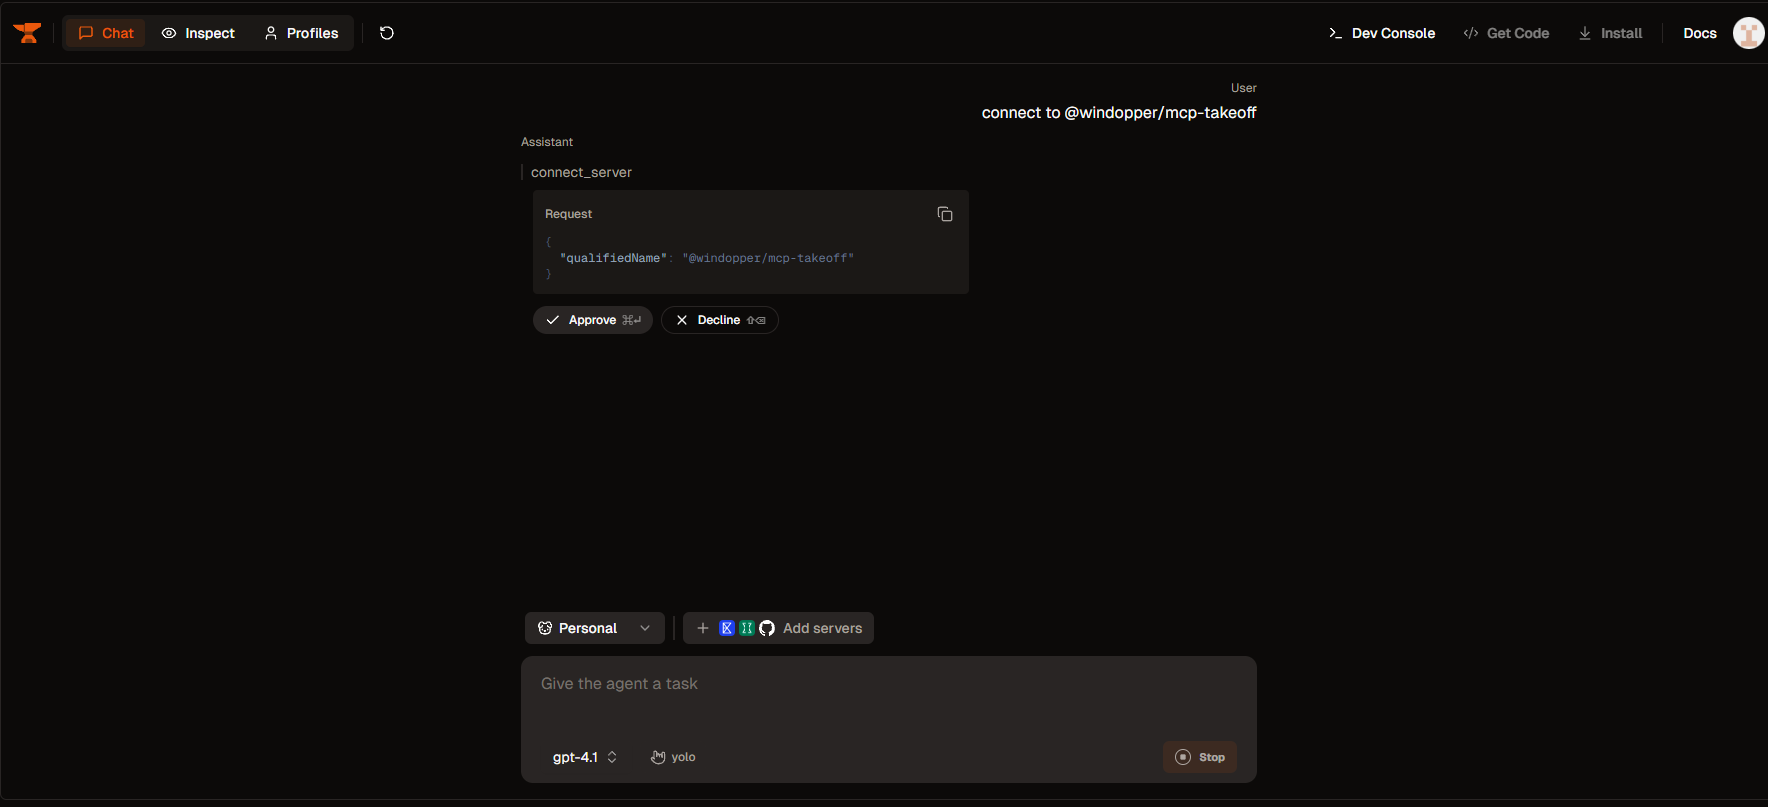 Chat Inspect Profiles Dev Console Get Code Install Docs
User
connect to @windopper/mcp-takeoff
Assistant
connect_server
Request
{
"qualifiedName": "@windopper/mcp-takeoff"
}
Approve ⌘↵ Decline ⇧⌫
Personal Add servers
Give the agent a task
gpt-4.1 yolo Stop